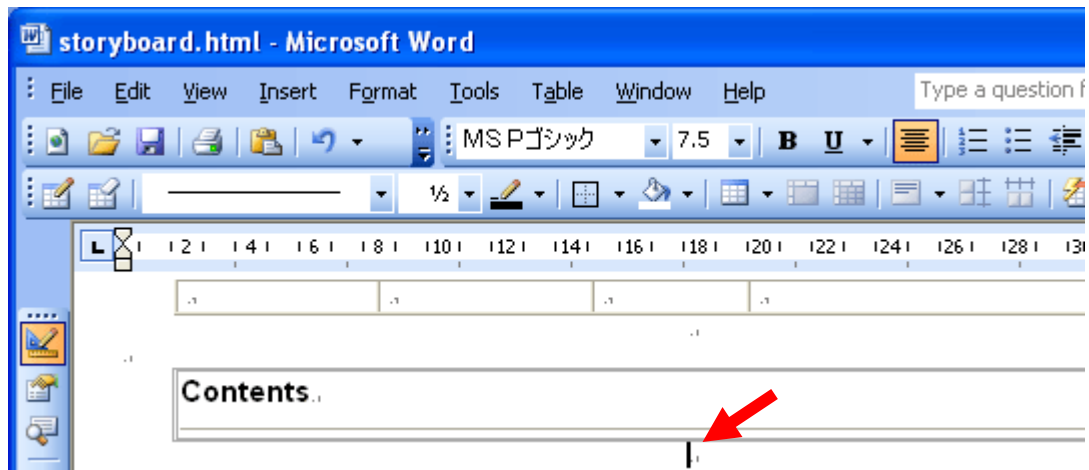 storyboard.html - Microsoft Word
File Edit View Insert Format Tools Table Window Help Type a question f
MS Pゴシック 7.5 B U
½
L 2 4 6 8 10 12 14 16 18 20 22 24 26 28 30
Contents